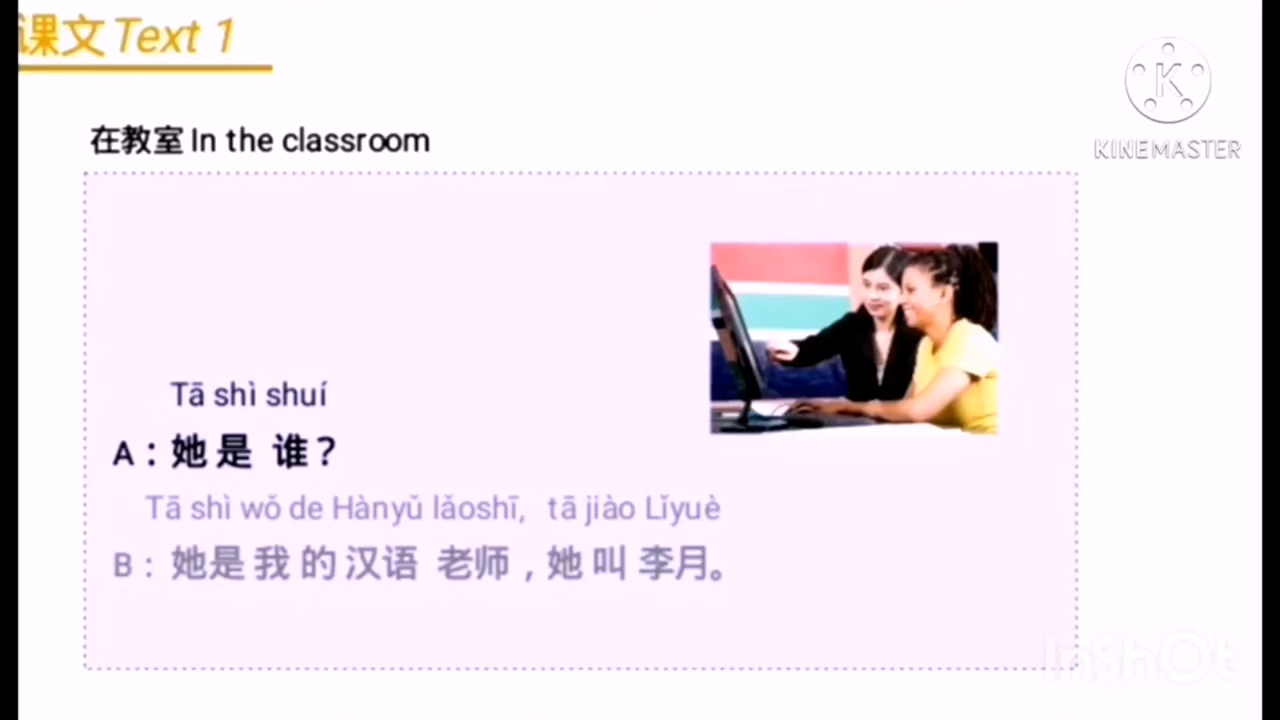 课文 Text 1
K
KINEMASTER
在教室 In the classroom
Tā shì shuí
A：她是 谁？
Tā shì wǒ de Hànyǔ lǎoshī, tā jiào Lǐyuè
B：她是 我 的 汉语 老师，她 叫 李月。
InShOt